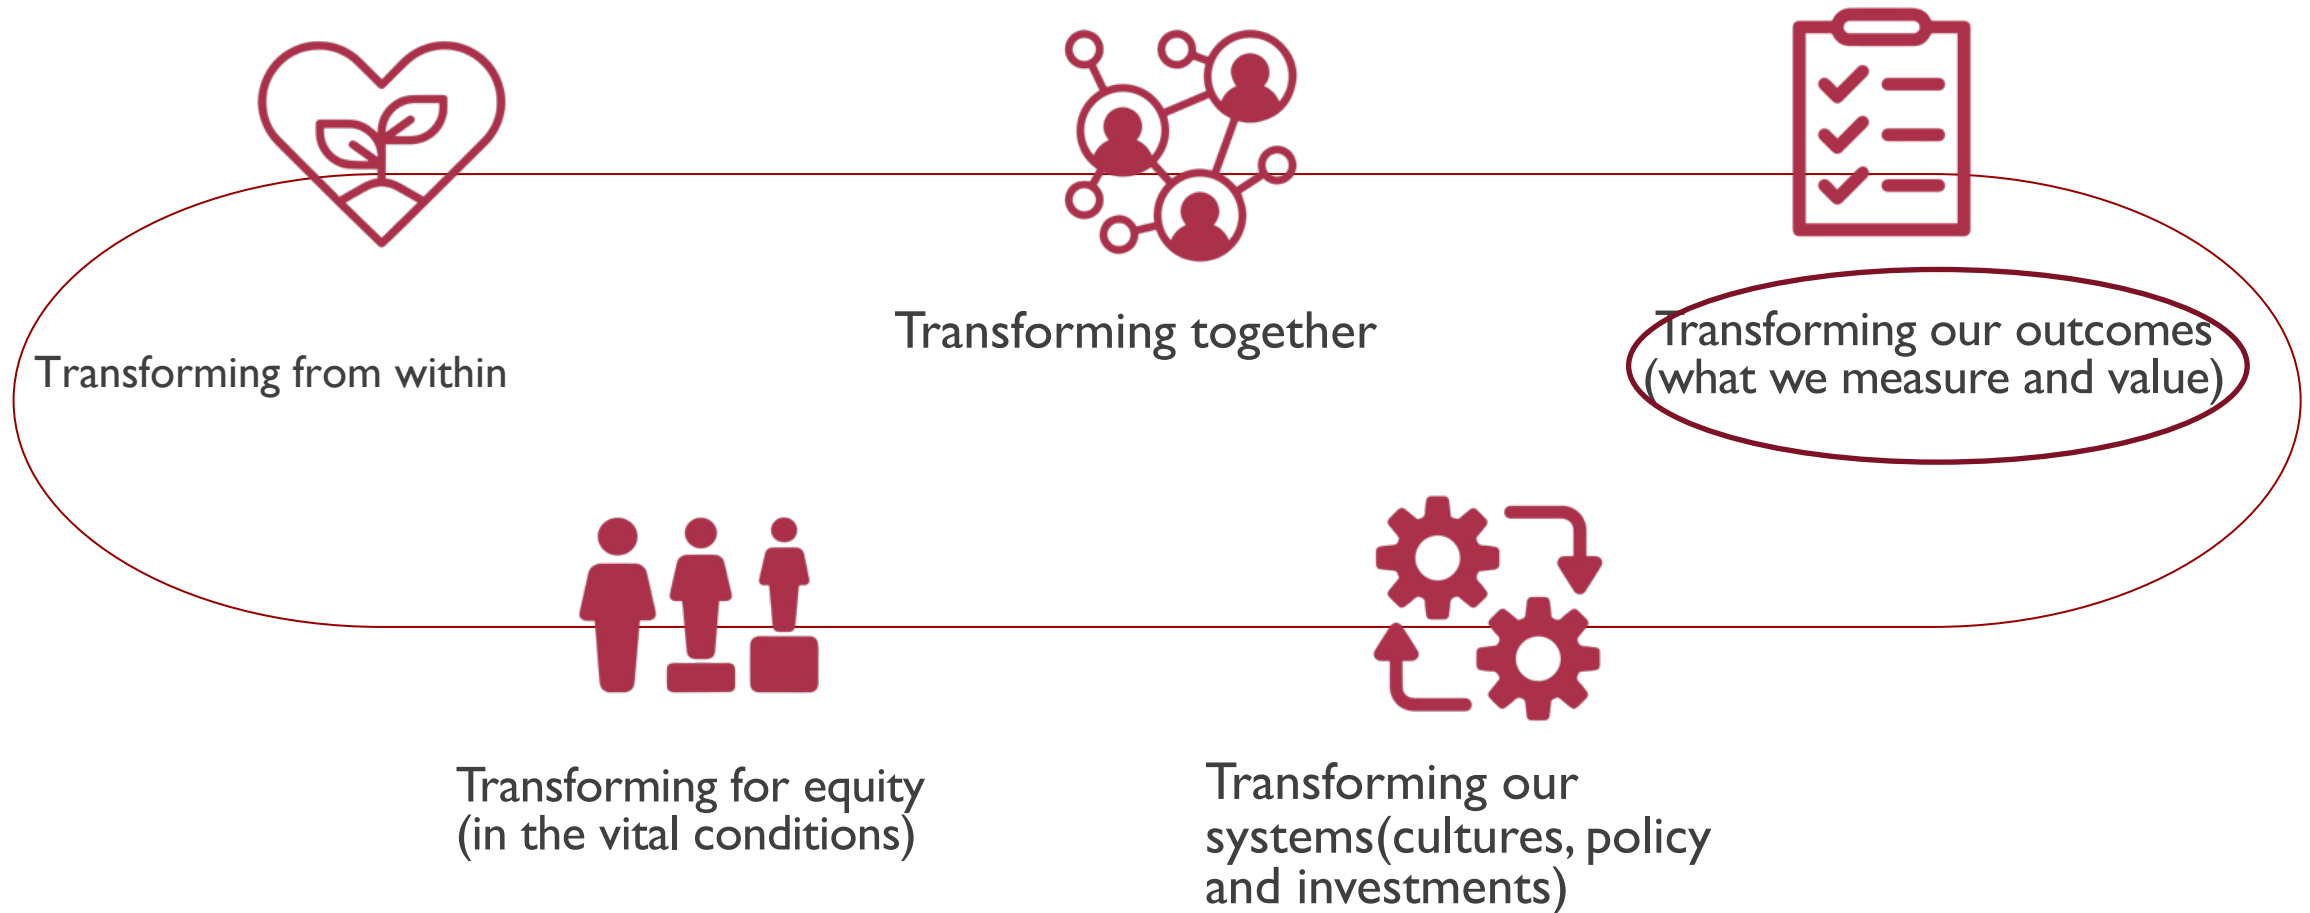 Transforming from within
Transforming together
Transforming our outcomes
(what we measure and value)
Transforming for equity
(in the vital conditions)
Transforming our
systems(cultures, policy
and investments)